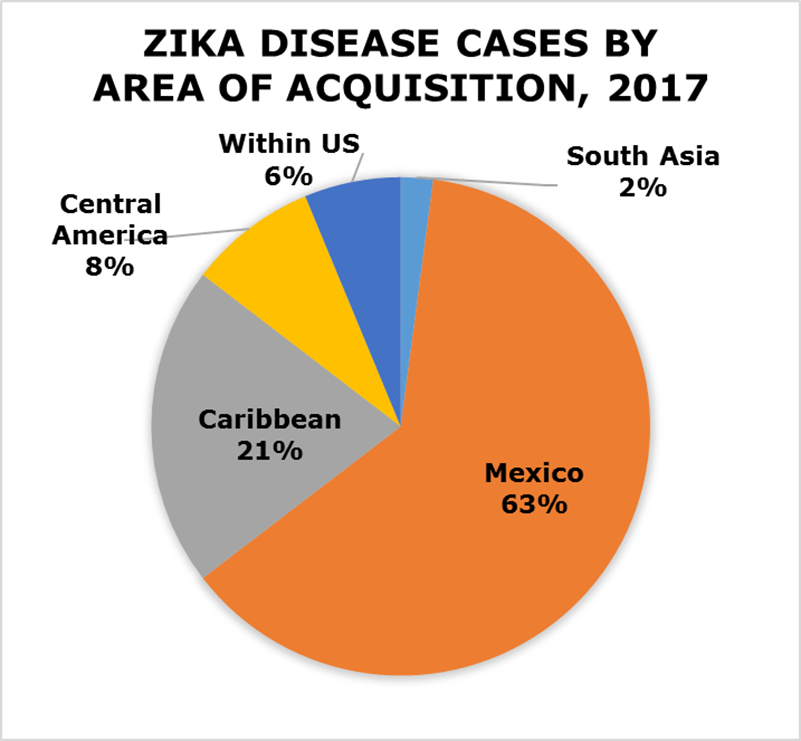 ZIKA DISEASE CASES BY
AREA OF ACQUISITION, 2017
Within US
6%
South Asia
2%
Central
America
8%
Caribbean
21%
Mexico
63%